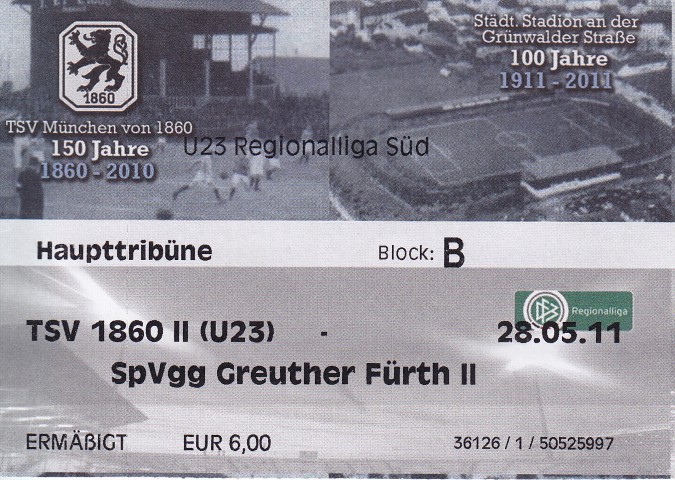 Städt. Stadion an der
Grünwalder Straße
100 Jahre
1911 - 2011
1860
TSV München von 1860
150 Jahre
1860 - 2010
U23 Regionalliga Süd
Haupttribüne Block: B
DFB Regionalliga
TSV 1860 II (U23) - 28.05.11
SpVgg Greuther Fürth II
ERMÄßIGT EUR 6,00 36126 / 1 / 50525997